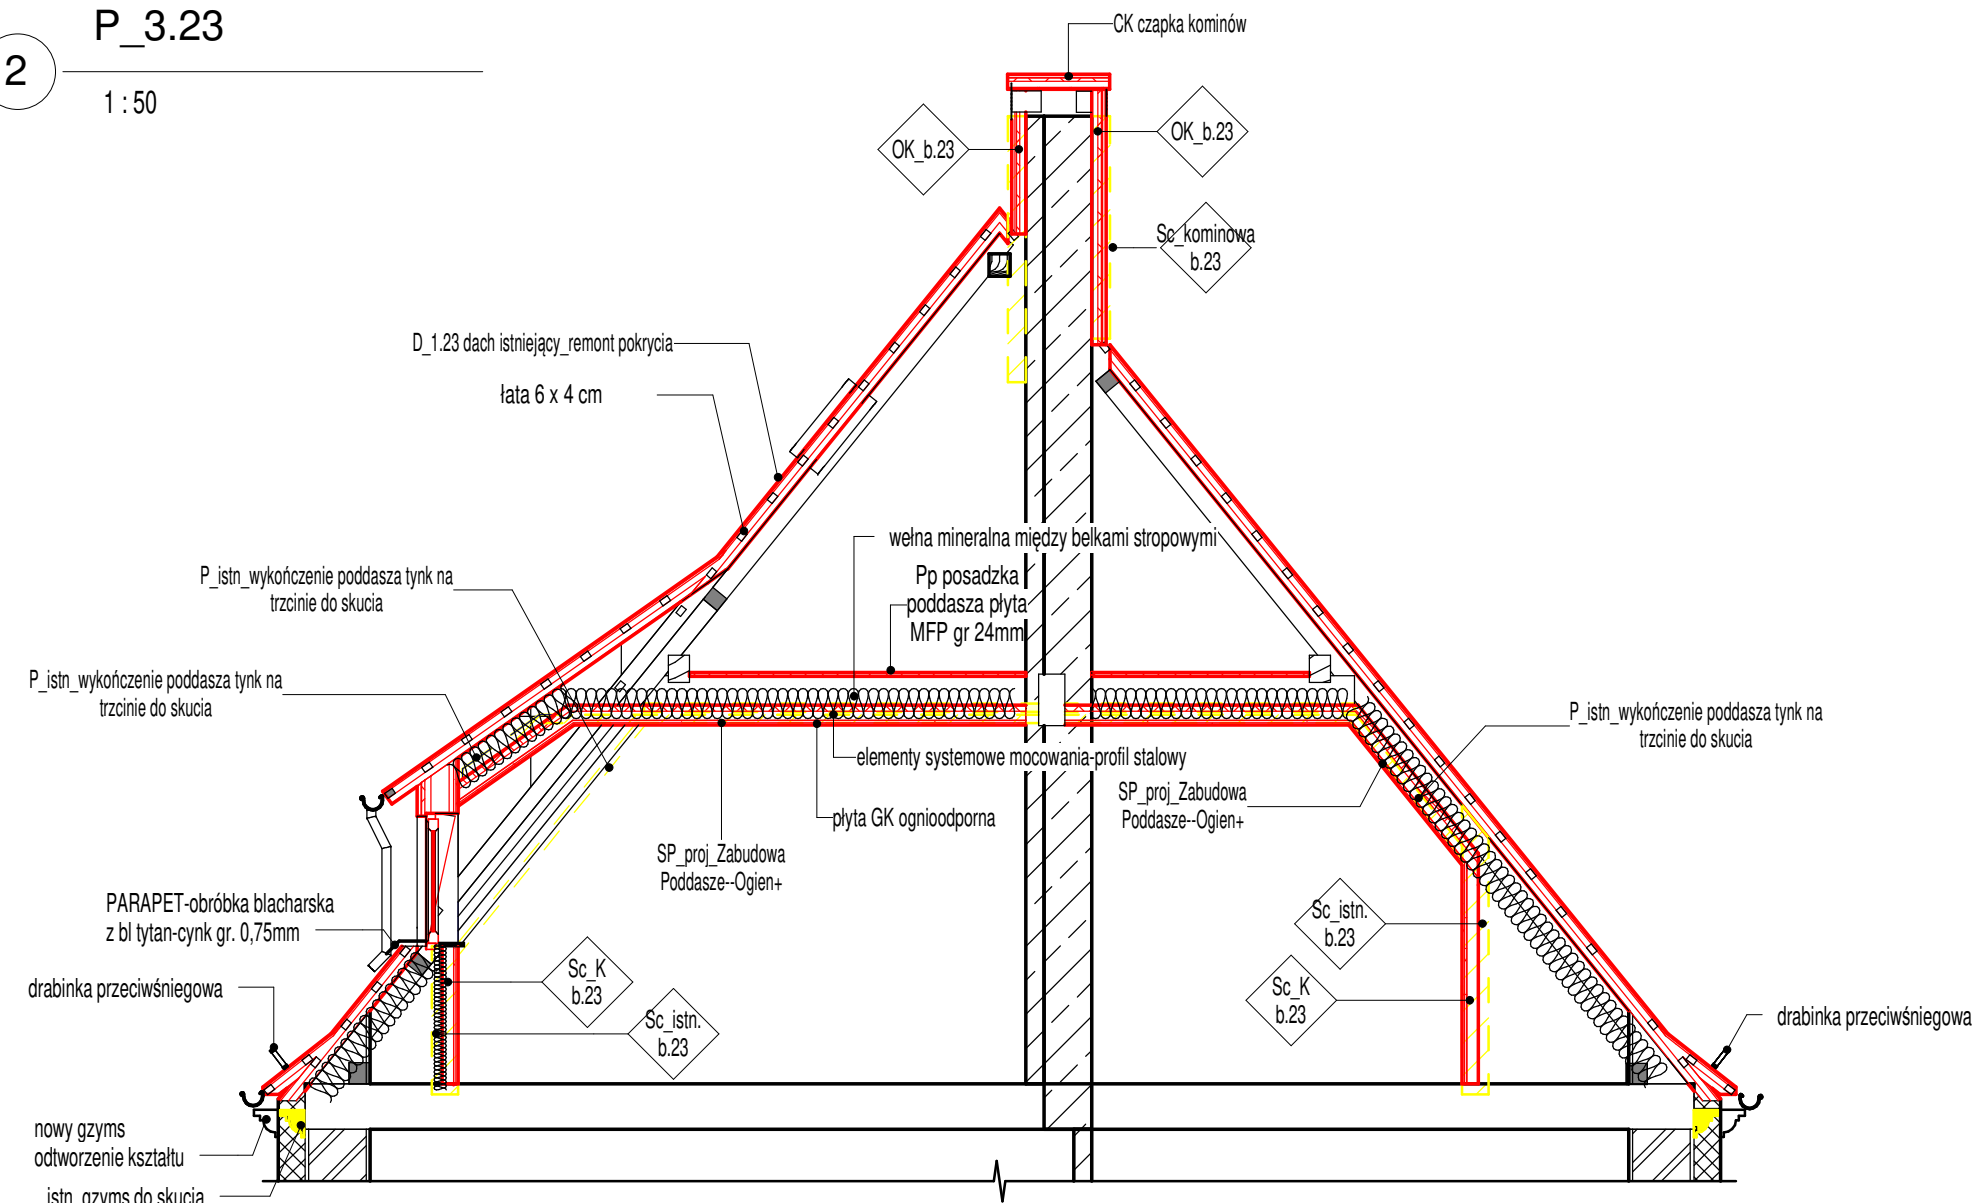 P_3.23
2
1 : 50
CK czapka kominów
OK_b.23
OK_b.23
Sc_kominowa
b.23
D_1.23 dach istniejący_remont pokrycia
łata 6 x 4 cm
wełna mineralna między belkami stropowymi
Pp posadzka
poddasza płyta
MFP gr 24mm
P_istn_wykończenie poddasza tynk na
trzcinie do skucia
P_istn_wykończenie poddasza tynk na
trzcinie do skucia
P_istn_wykończenie poddasza tynk na
trzcinie do skucia
elementy systemowe mocowania-profil stalowy
SP_proj_Zabudowa
Poddasze--Ogien+
płyta GK ognioodporna
SP_proj_Zabudowa
Poddasze--Ogien+
PARAPET-obróbka blacharska
z bl tytan-cynk gr. 0,75mm
Sc_istn.
b.23
Sc_K
b.23
Sc_K
b.23
Sc_istn.
b.23
drabinka przeciwśniegowa
drabinka przeciwśniegowa
nowy gzyms
odtworzenie kształtu
istn. gzyms do skucia